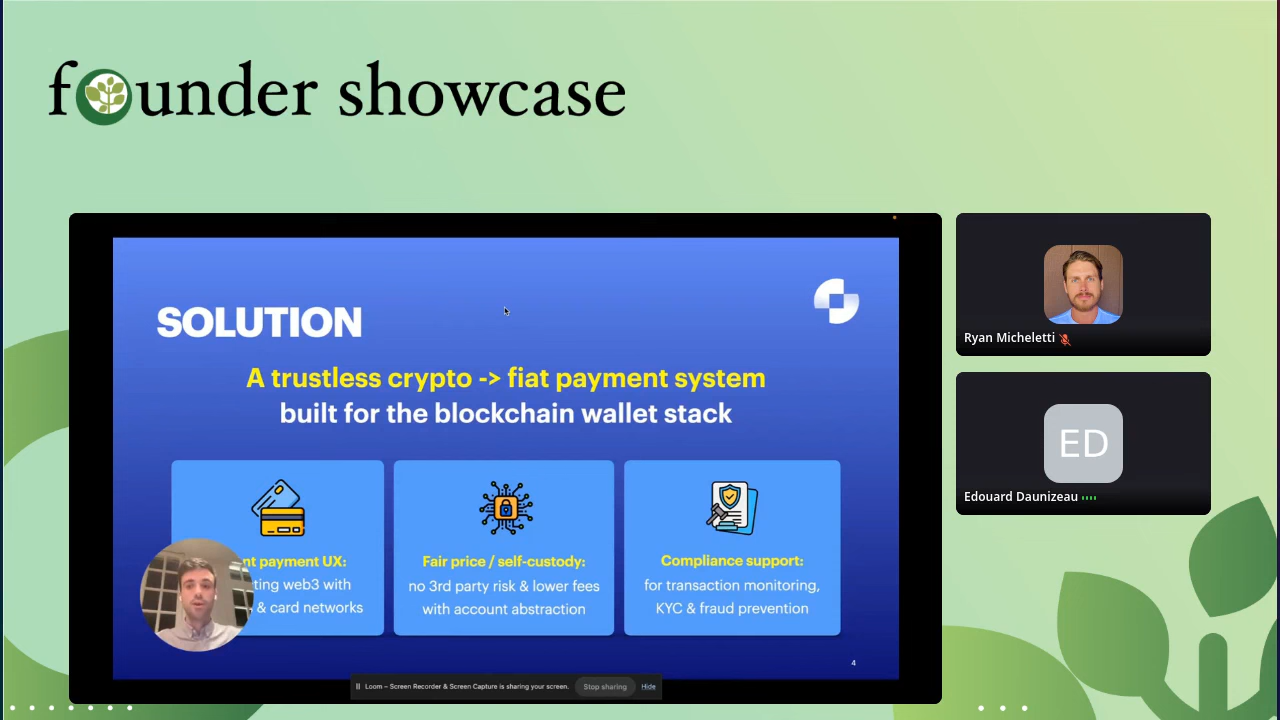 founder showcase
SOLUTION
A trustless crypto -> fiat payment system
built for the blockchain wallet stack
payment UX:
web3 with
& card networks
Fair price / self-custody:
no 3rd party risk & lower fees
with account abstraction
Compliance support:
for transaction monitoring,
KYC & fraud prevention
4
Loom – Screen Recorder & Screen Capture is sharing your screen.
Stop sharing
Hide
Ryan Micheletti
ED
Edouard Daunizeau